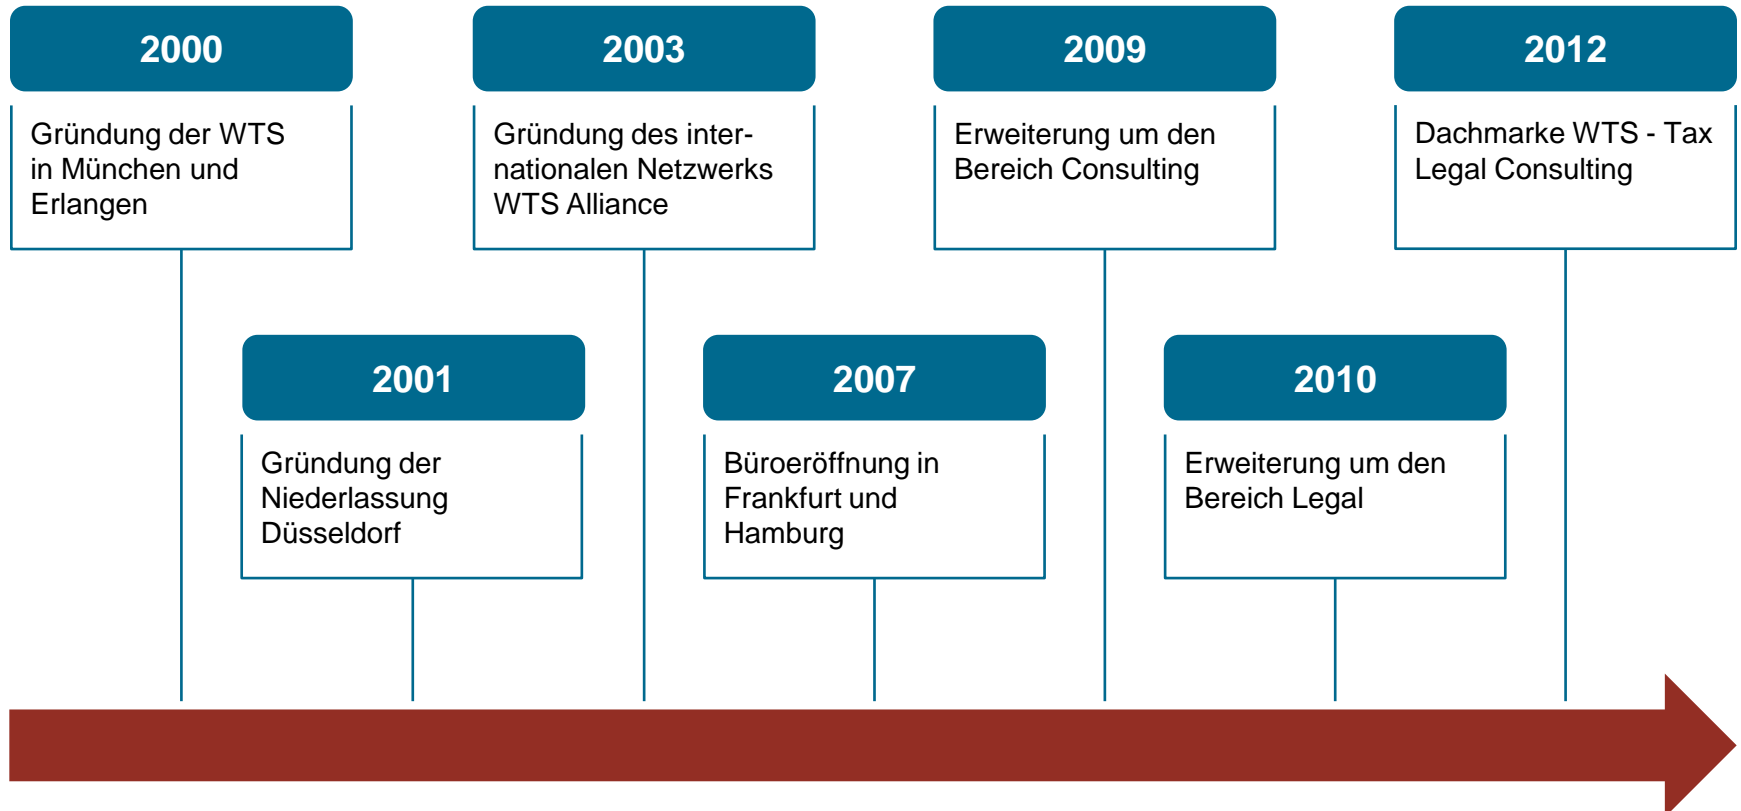 2000
Gründung der WTS
in München und
Erlangen
2001
Gründung der
Niederlassung
Düsseldorf
2003
Gründung des inter-
nationalen Netzwerks
WTS Alliance
2007
Büroeröffnung in
Frankfurt und
Hamburg
2009
Erweiterung um den
Bereich Consulting
2010
Erweiterung um den
Bereich Legal
2012
Dachmarke WTS - Tax
Legal Consulting